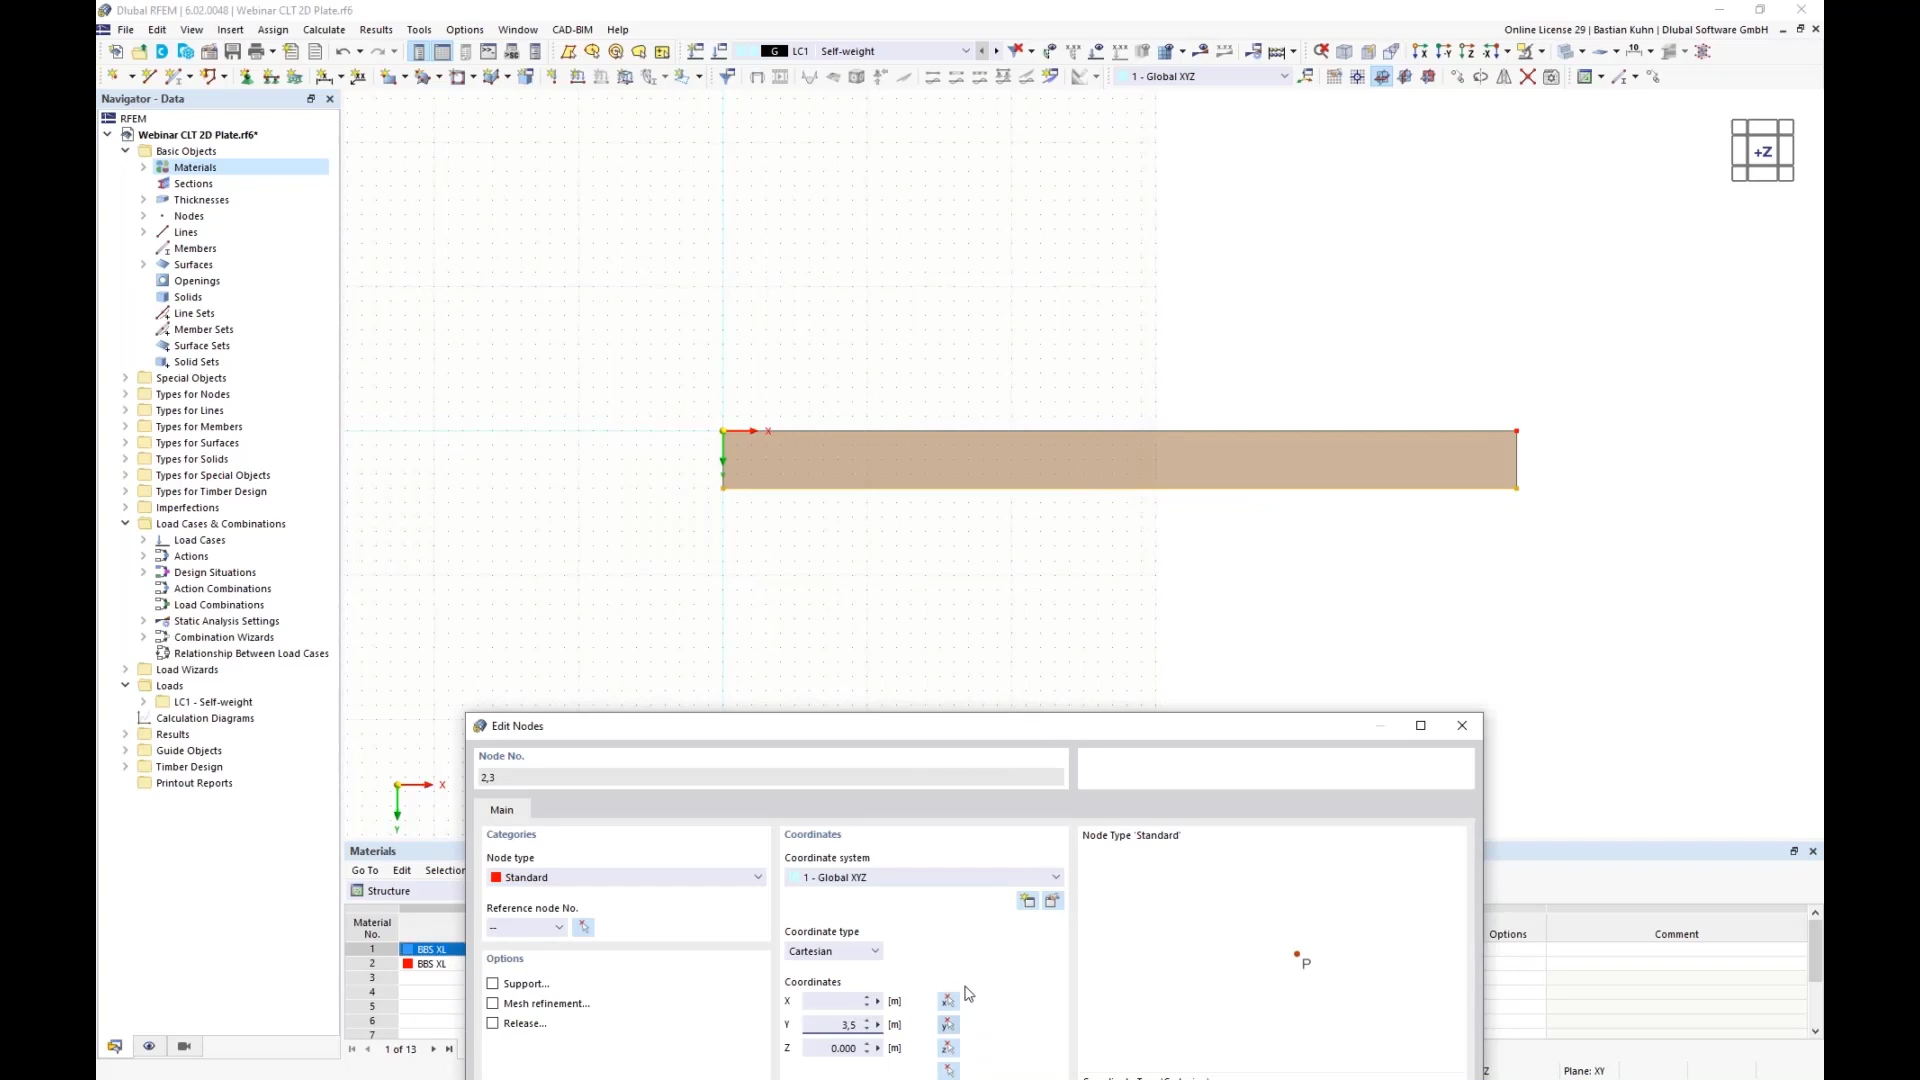 Dlubal RFEM | 6.02.0048 | Webinar CLT 2D Plate.rf6
File Edit View Insert Assign Calculate Results Tools Options Window CAD-BIM Help
Online License 29 | Bastian Kuhn | Dlubal Software GmbH
G LC1 Self-weight
1 - Global XYZ
Navigator - Data
RFEM
Webinar CLT 2D Plate.rf6*
Basic Objects
Materials
Sections
Thicknesses
Nodes
Lines
Members
Surfaces
Openings
Solids
Line Sets
Member Sets
Surface Sets
Solid Sets
Special Objects
Types for Nodes
Types for Lines
Types for Members
Types for Surfaces
Types for Solids
Types for Special Objects
Types for Timber Design
Imperfections
Load Cases & Combinations
Load Cases
Actions
Design Situations
Action Combinations
Load Combinations
Static Analysis Settings
Combination Wizards
Relationship Between Load Cases
Load Wizards
Loads
LC1 - Self-weight
Calculation Diagrams
Results
Guide Objects
Timber Design
Printout Reports
+Z
X
X
Y
Materials
Go To Edit Selection
Structure
Material
No.
1 BBS XL
2 BBS XL
3
4
5
6
7
1 of 13
Options Comment
Plane: XY
Edit Nodes
Node No.
2,3
Main
Categories
Node type
Standard
Reference node No.
--
Options
Support...
Mesh refinement...
Release...
Coordinates
Coordinate system
1 - Global XYZ
Coordinate type
Cartesian
Coordinates
X [m]
Y 3,5 [m]
Z 0.000 [m]
Node Type 'Standard'
P